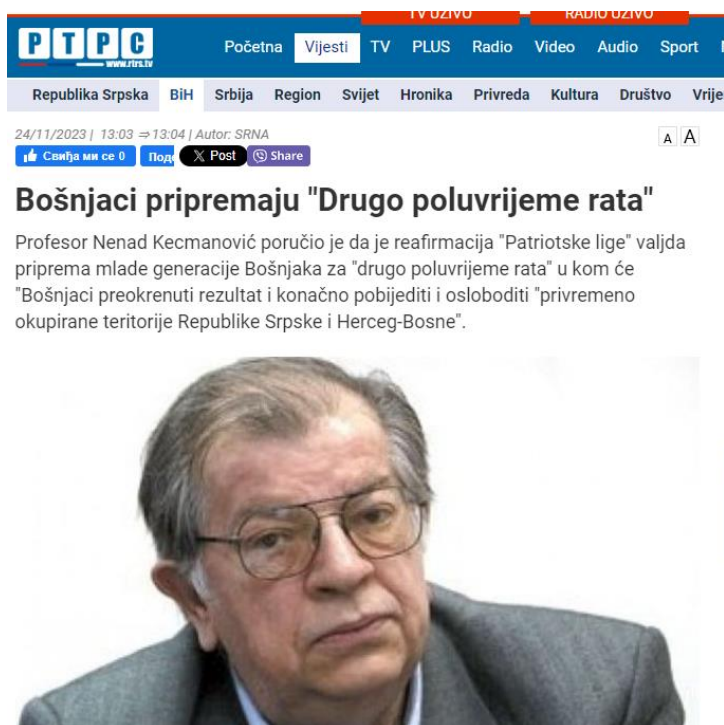 TV UŽIVO RADIO UŽIVO
РТРС
www.rtrs.tv
Početna Vijesti TV PLUS Radio Video Audio Sport
Republika Srpska BiH Srbija Region Svijet Hronika Privreda Kultura Društvo Vrije
24/11/2023 | 13:03 ⇒ 13:04 | Autor: SRNA
A A
Свиђа ми се 0 Поде X Post Share
Bošnjaci pripremaju "Drugo poluvrijeme rata"
Profesor Nenad Kecmanović poručio je da je reafirmacija "Patriotske lige" valjda
priprema mlade generacije Bošnjaka za "drugo poluvrijeme rata" u kom će
"Bošnjaci preokrenuti rezultat i konačno pobijediti i osloboditi "privremeno
okupirane teritorije Republike Srpske i Herceg-Bosne".